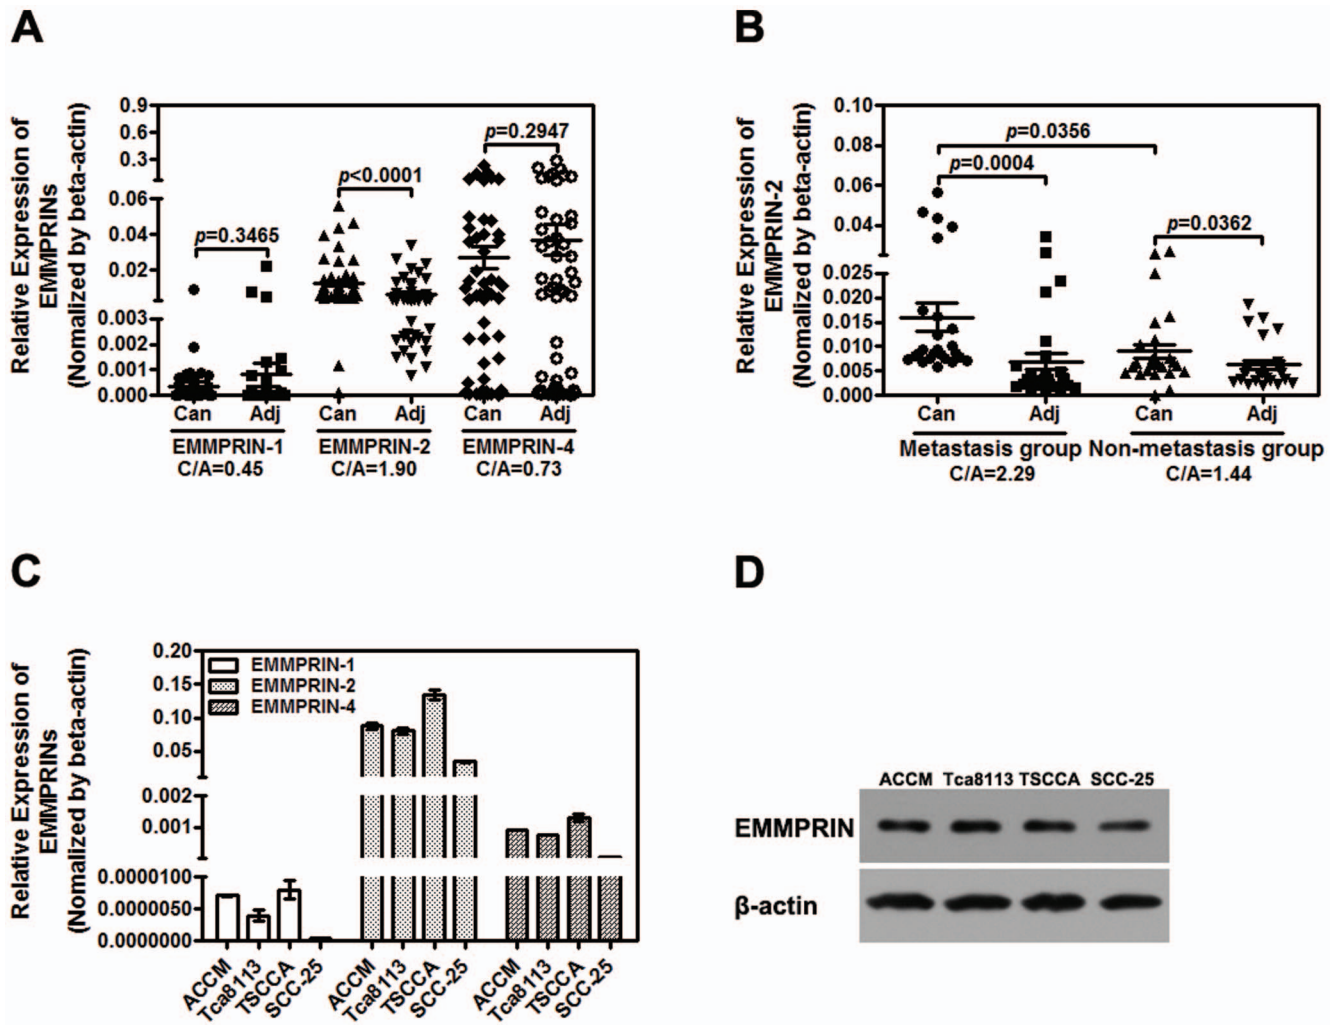 A
Relative Expression of
EMMPRINs
(Nomalized by beta-actin)
0.9
0.6
0.3
0.06
0.04
0.02
0.003
0.002
0.001
0.000
p=0.3465
p<0.0001
p=0.2947
Can Adj Can Adj Can Adj
EMMPRIN-1 EMMPRIN-2 EMMPRIN-4
C/A=0.45 C/A=1.90 C/A=0.73
B
Relative Expression of
EMMPRIN-2
(Nomalized by beta-actin)
0.10
0.08
0.06
0.04
0.025
0.020
0.015
0.010
0.005
0.000
p=0.0356
p=0.0004
p=0.0362
Can Adj Can Adj
Metastasis group Non-metastasis group
C/A=2.29 C/A=1.44
C
Relative Expression of
EMMPRINs
(Nomalized by beta-actin)
0.20
0.15
0.10
0.05
0.002
0.001
0.0000100
0.0000050
0.0000000
EMMPRIN-1
EMMPRIN-2
EMMPRIN-4
ACCM Tca8113 TSCCA SCC-25 ACCM Tca8113 TSCCA SCC-25 ACCM Tca8113 TSCCA SCC-25
D
ACCM Tca8113 TSCCA SCC-25
EMMPRIN
β-actin